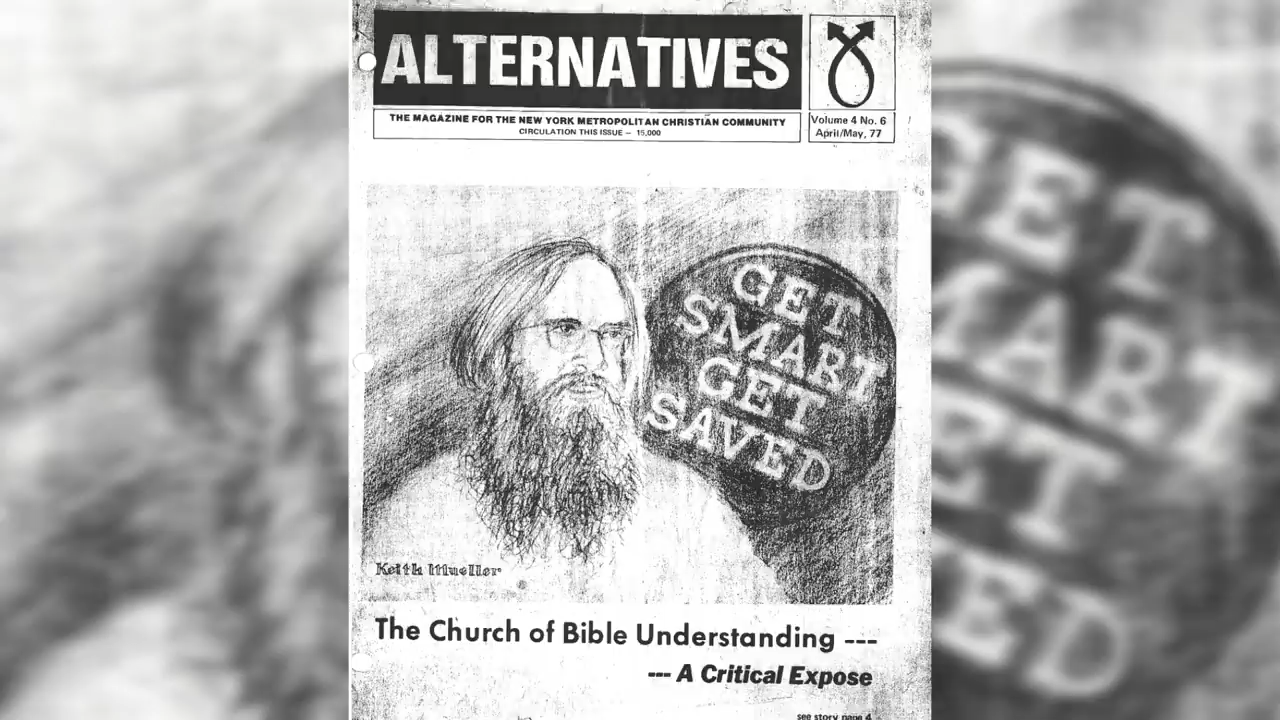 ALTERNATIVES
THE MAGAZINE FOR THE NEW YORK METROPOLITAN CHRISTIAN COMMUNITY
CIRCULATION THIS ISSUE — 15,000
Volume 4 No. 6
April/May, 77
GET
SMART
GET
SAVED
Keith Mueller
The Church of Bible Understanding ---
--- A Critical Expose
see story page 4